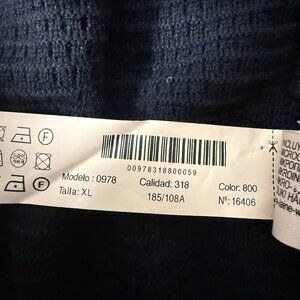 00978318800059
Modelo : 0978
Calidad: 318
Color: 800
Talla: XL
185/108A
Nº: 16406
F
F